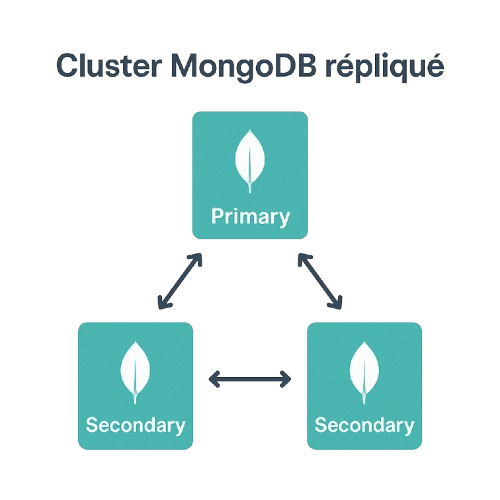 Cluster MongoDB répliqué
Primary
Secondary
Secondary